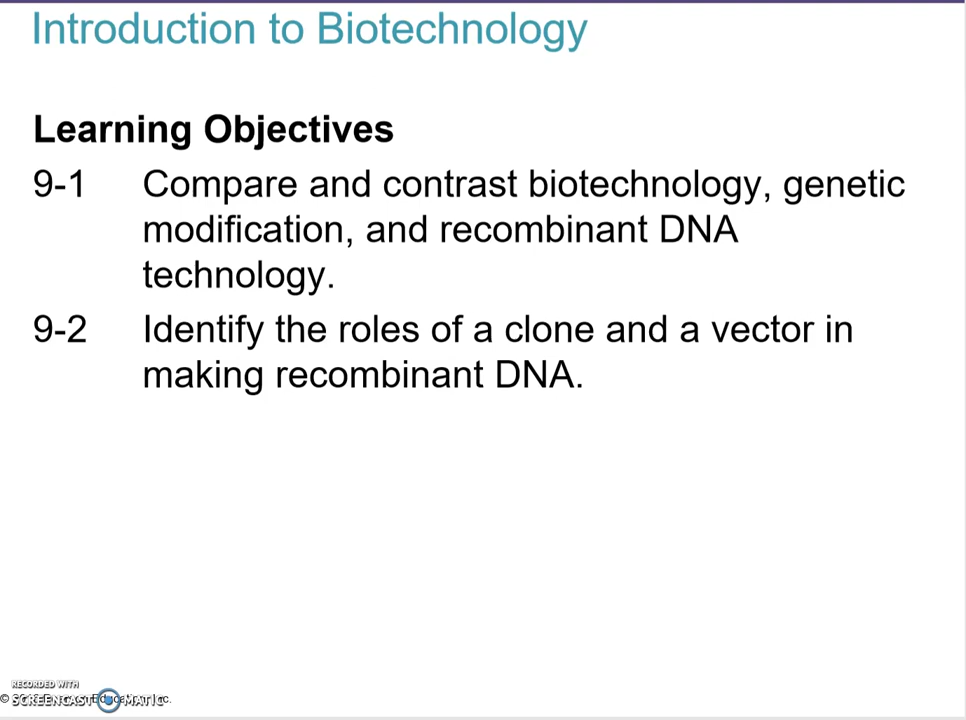 Introduction to Biotechnology
Learning Objectives
9-1 Compare and contrast biotechnology, genetic
modification, and recombinant DNA
technology.
9-2 Identify the roles of a clone and a vector in
making recombinant DNA.
RECORDED WITH
SCREENCAST MATIC